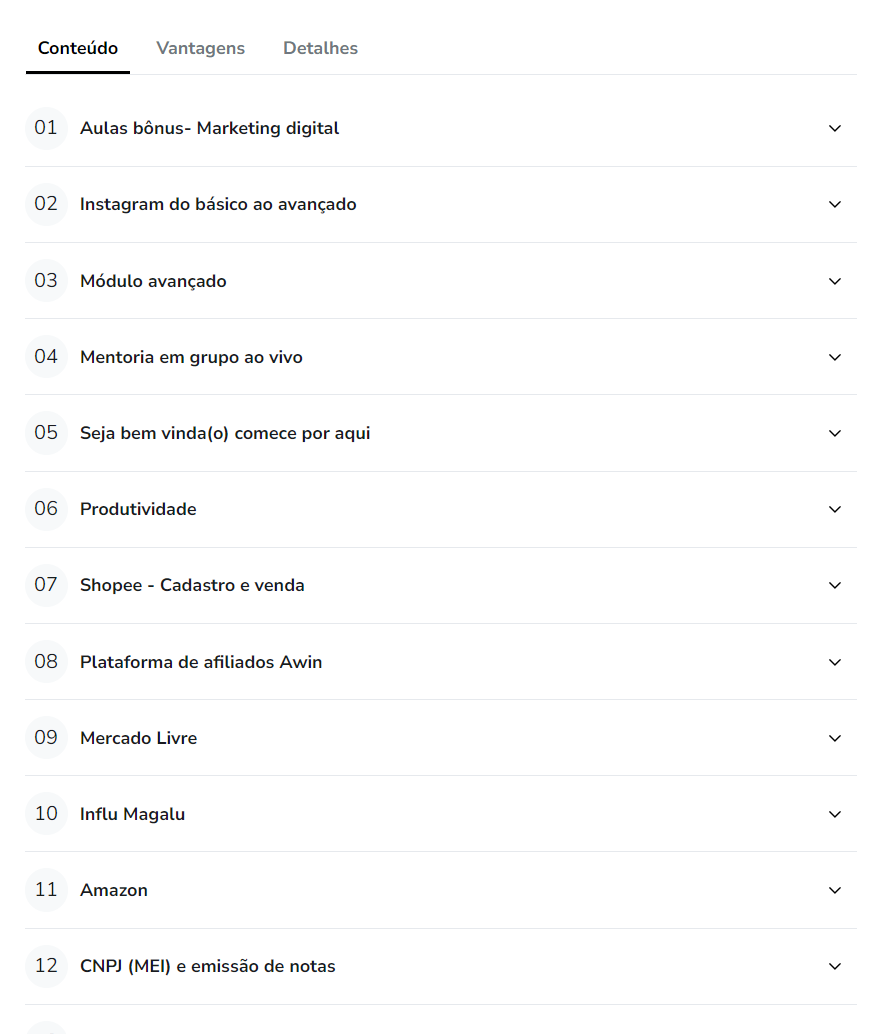 Conteúdo Vantagens Detalhes
01 Aulas bônus- Marketing digital
02 Instagram do básico ao avançado
03 Módulo avançado
04 Mentoria em grupo ao vivo
05 Seja bem vinda(o) comece por aqui
06 Produtividade
07 Shopee - Cadastro e venda
08 Plataforma de afiliados Awin
09 Mercado Livre
10 Influ Magalu
11 Amazon
12 CNPJ (MEI) e emissão de notas